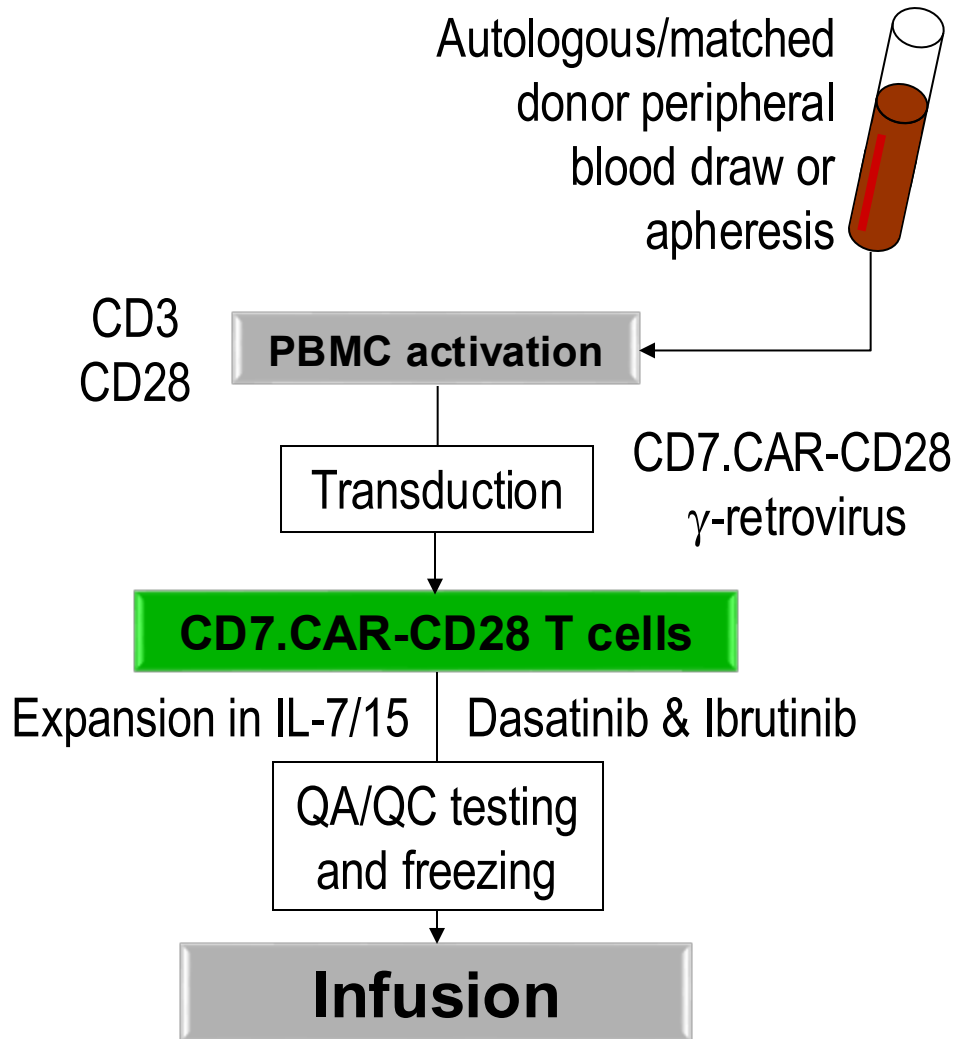 Autologous/matched
donor peripheral
blood draw or
apheresis
CD3
CD28
PBMC activation
Transduction
CD7.CAR-CD28
γ-retrovirus
CD7.CAR-CD28 T cells
Expansion in IL-7/15
Dasatinib & Ibrutinib
QA/QC testing
and freezing
Infusion